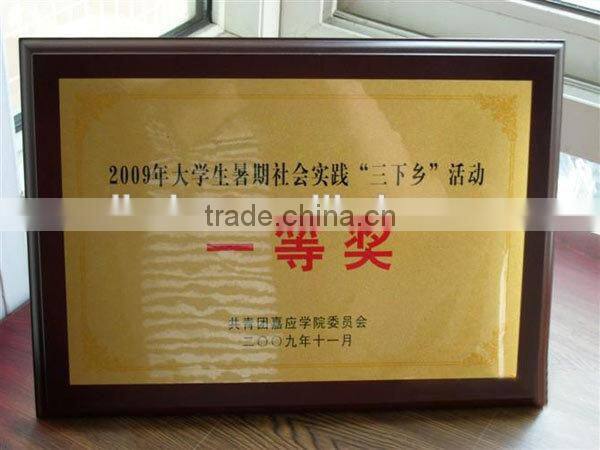 2009年大学生暑期社会实践“三下乡”活动
trade.china.cn
一等奖
共青团嘉应学院委员会
二〇〇九年十一月